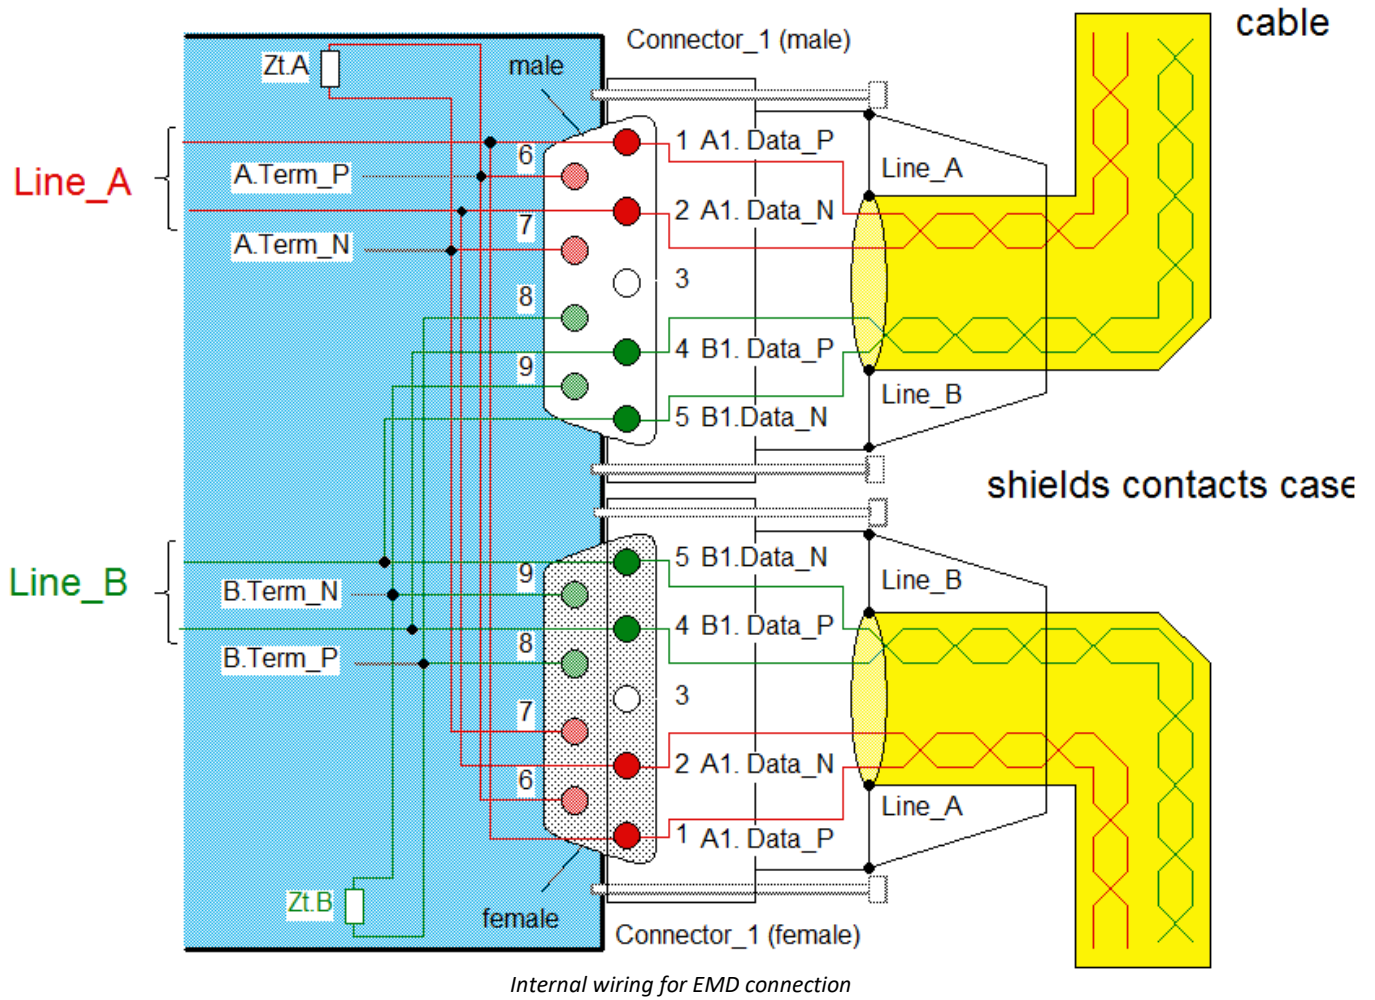 cable
Connector_1 (male)
Zt.A
male
6
1 A1. Data_P
Line_A
A.Term_P
Line_A
7
2 A1. Data_N
A.Term_N
3
8
9
4 B1. Data_P
Line_B
5 B1.Data_N
shields contacts case
Line_B
9
5 B1.Data_N
Line_B
B.Term_N
8
4 B1. Data_P
B.Term_P
3
7
6
2 A1. Data_N
Line_A
1 A1. Data_P
Zt.B
female
Connector_1 (female)
Internal wiring for EMD connection